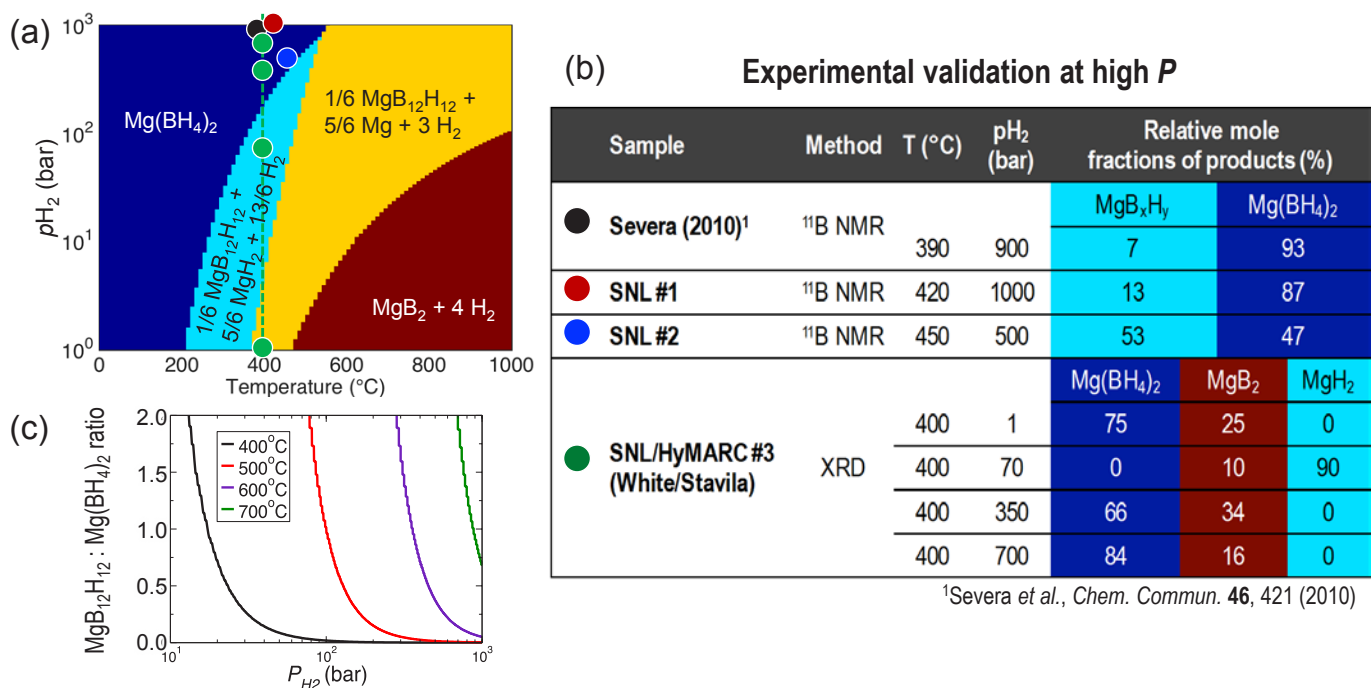 (a)
10³
10²
10¹
10⁰
pH₂ (bar)
Mg(BH₄)₂
1/6 MgB₁₂H₁₂ +
5/6 MgH₂ + 13/6 H₂
1/6 MgB₁₂H₁₂ +
5/6 Mg + 3 H₂
MgB₂ + 4 H₂
0 200 400 600 800 1000
Temperature (°C)
(b) Experimental validation at high P
Sample Method T (°C) pH₂ (bar) Relative mole fractions of products (%)
MgBₓHᵧ Mg(BH₄)₂
Severa (2010)¹ ¹¹B NMR 390 900 7 93
SNL #1 ¹¹B NMR 420 1000 13 87
SNL #2 ¹¹B NMR 450 500 53 47
Mg(BH₄)₂ MgB₂ MgH₂
SNL/HyMARC #3 (White/Stavila) XRD
400 1 75 25 0
400 70 0 10 90
400 350 66 34 0
400 700 84 16 0
¹Severa et al., Chem. Commun. 46, 421 (2010)
(c)
MgB₁₂H₁₂ : Mg(BH₄)₂ ratio
2.0
1.5
1.0
0.5
0.0
400°C
500°C
600°C
700°C
10¹ 10² 10³
P_H2 (bar)